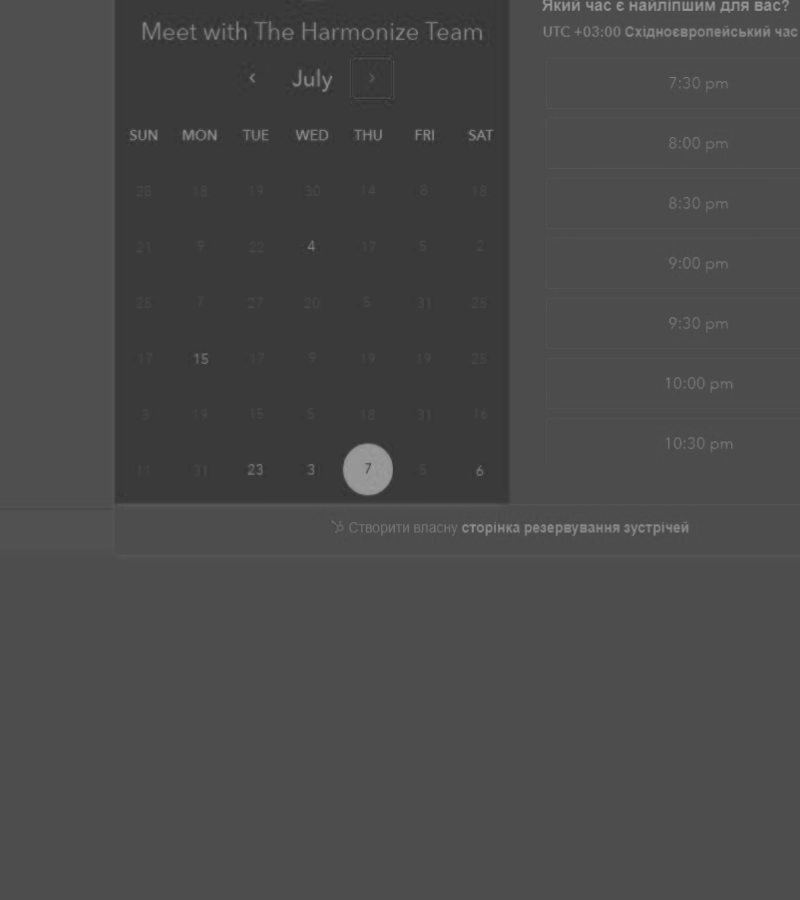 Meet with The Harmonize Team
‹ July ›
SUN MON TUE WED THU FRI SAT
28 18 19 30 14 8 16
21 9 22 4 17 5 2
26 7 27 20 5 31 25
17 15 17 9 19 19 25
3 19 15 5 18 31 16
11 31 23 3 7 5 6
Який час є найліпшим для вас?
UTC +03:00 Східноєвропейський час
7:30 pm
8:00 pm
8:30 pm
9:00 pm
9:30 pm
10:00 pm
10:30 pm
Створити власну сторінка резервування зустрічей